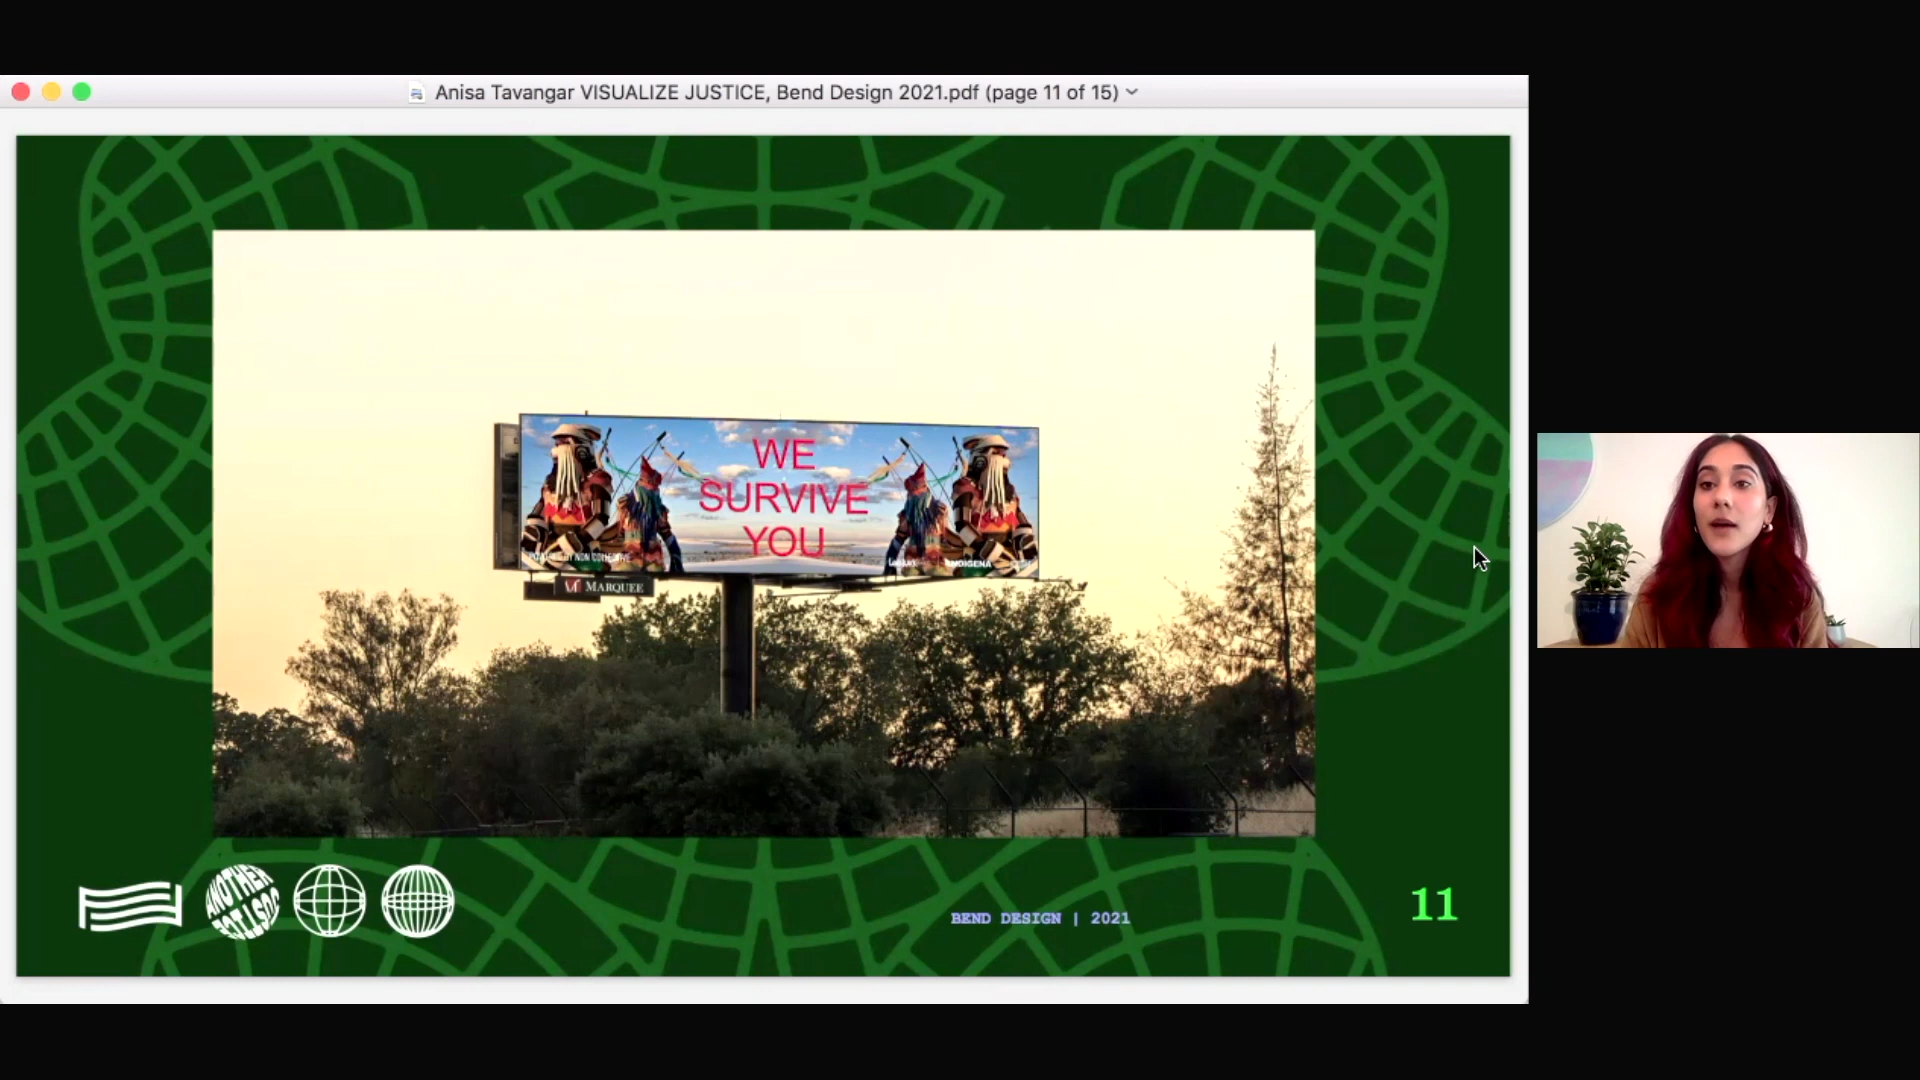 Anisa Tavangar VISUALIZE JUSTICE, Bend Design 2021.pdf (page 11 of 15)
WE
SURVIVE
YOU
MARQUEE
ANOTHER
JUSTICE
BEND DESIGN | 2021
11